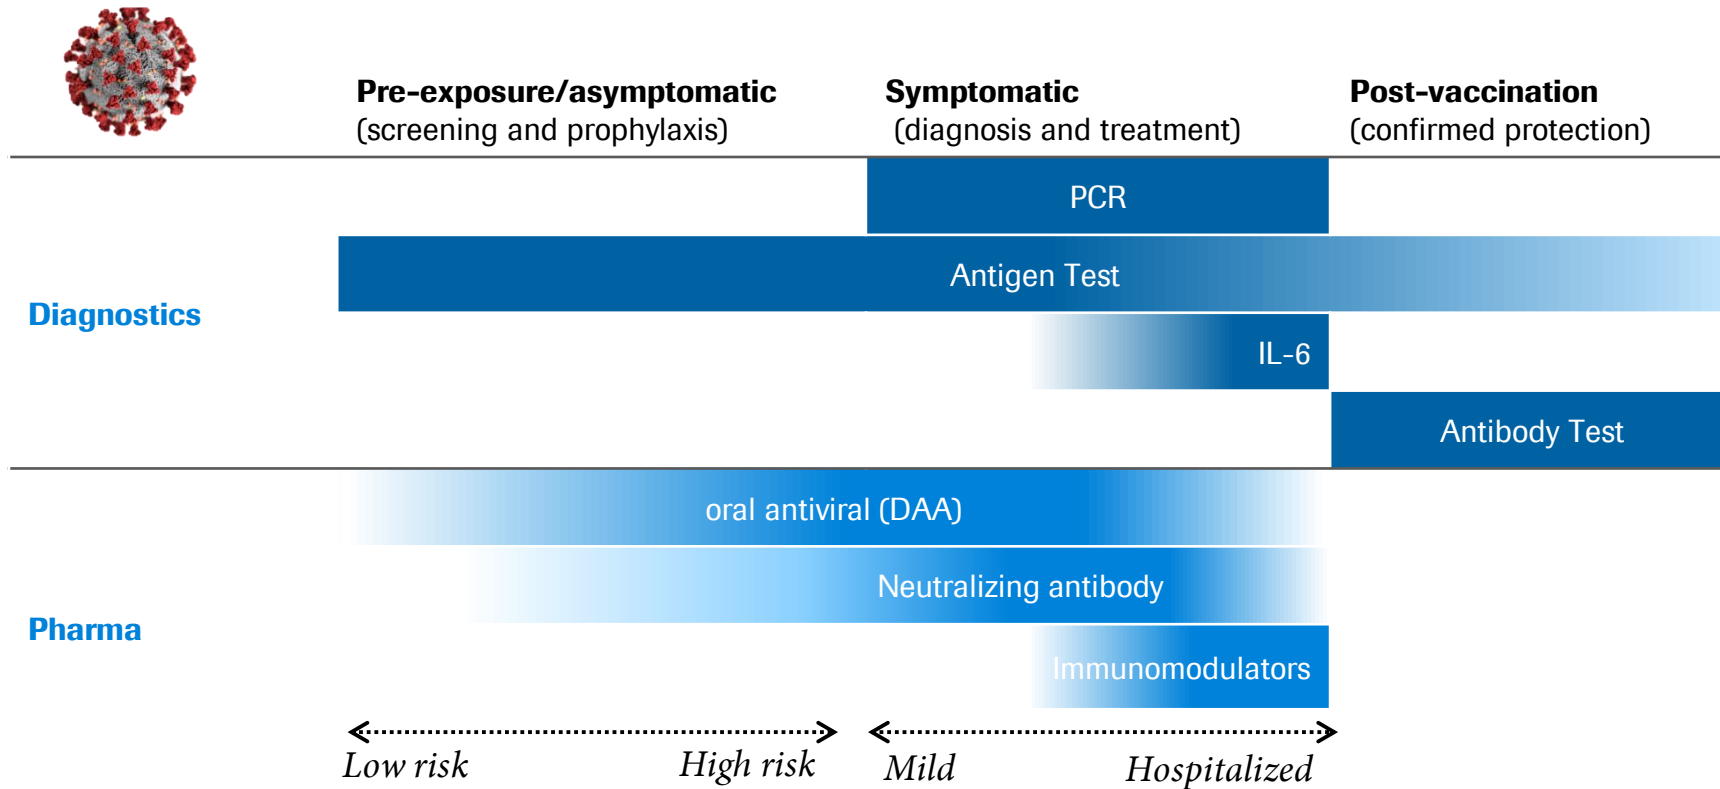 Pre-exposure/asymptomatic
(screening and prophylaxis)
Symptomatic
(diagnosis and treatment)
Post-vaccination
(confirmed protection)
Diagnostics
PCR
Antigen Test
IL-6
Antibody Test
Pharma
oral antiviral (DAA)
Neutralizing antibody
Immunomodulators
Low risk
High risk
Mild
Hospitalized